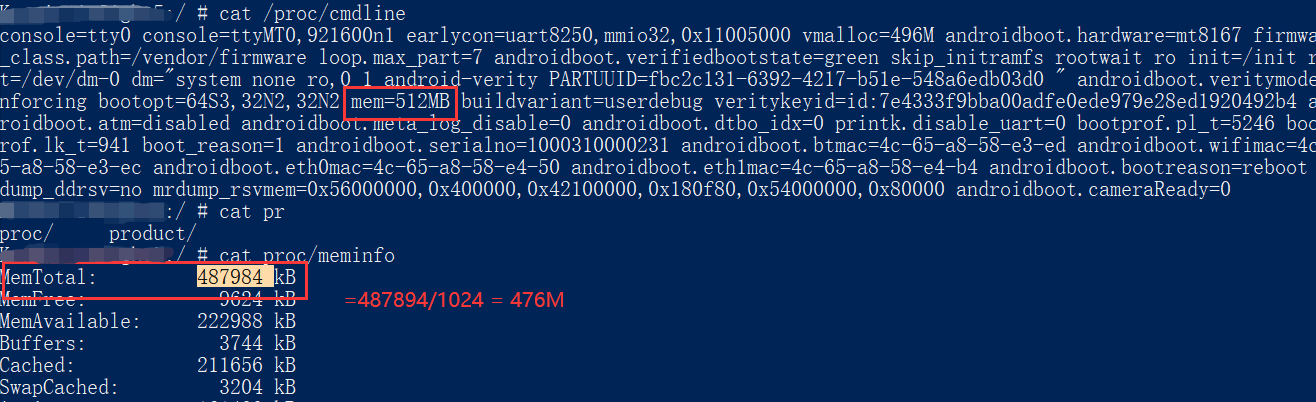 :/ # cat /proc/cmdline
console=tty0 console=ttyMT0,921600n1 earlycon=uart8250,mmio32,0x11005000 vmalloc=496M androidboot.hardware=mt8167 firmwa
_class.path=/vendor/firmware loop.max_part=7 androidboot.verifiedbootstate=green skip_initramfs rootwait ro init=/init r
t=/dev/dm-0 dm="system none ro,0 1 android-verity PARTUUID=fbc2c131-6392-4217-b51e-548a6edb03d0 " androidboot.veritymode
nforcing bootopt=64S3,32N2,32N2 mem=512MB buildvariant=userdebug veritykeyid=id:7e4333f9bba00adfe0ede979e28ed1920492b4 a
roidboot.atm=disabled androidboot.meta_log_disable=0 androidboot.dtbo_idx=0 printk.disable_uart=0 bootprof.pl_t=5246 boo
rof.lk_t=941 boot_reason=1 androidboot.serialno=1000310000231 androidboot.btmac=4c-65-a8-58-e3-ed androidboot.wifimac=4c
5-a8-58-e3-ec androidboot.eth0mac=4c-65-a8-58-e4-50 androidboot.eth1mac=4c-65-a8-58-e4-b4 androidboot.bootreason=reboot
dump_ddrsv=no mrdump_rsvmem=0x56000000,0x400000,0x42100000,0x180f80,0x54000000,0x80000 androidboot.cameraReady=0
:/ # cat pr
proc/ product/
:/ # cat proc/meminfo
MemTotal: 487984 kB
MemFree: 9624 kB
=487894/1024 = 476M
MemAvailable: 222988 kB
Buffers: 3744 kB
Cached: 211656 kB
SwapCached: 3204 kB